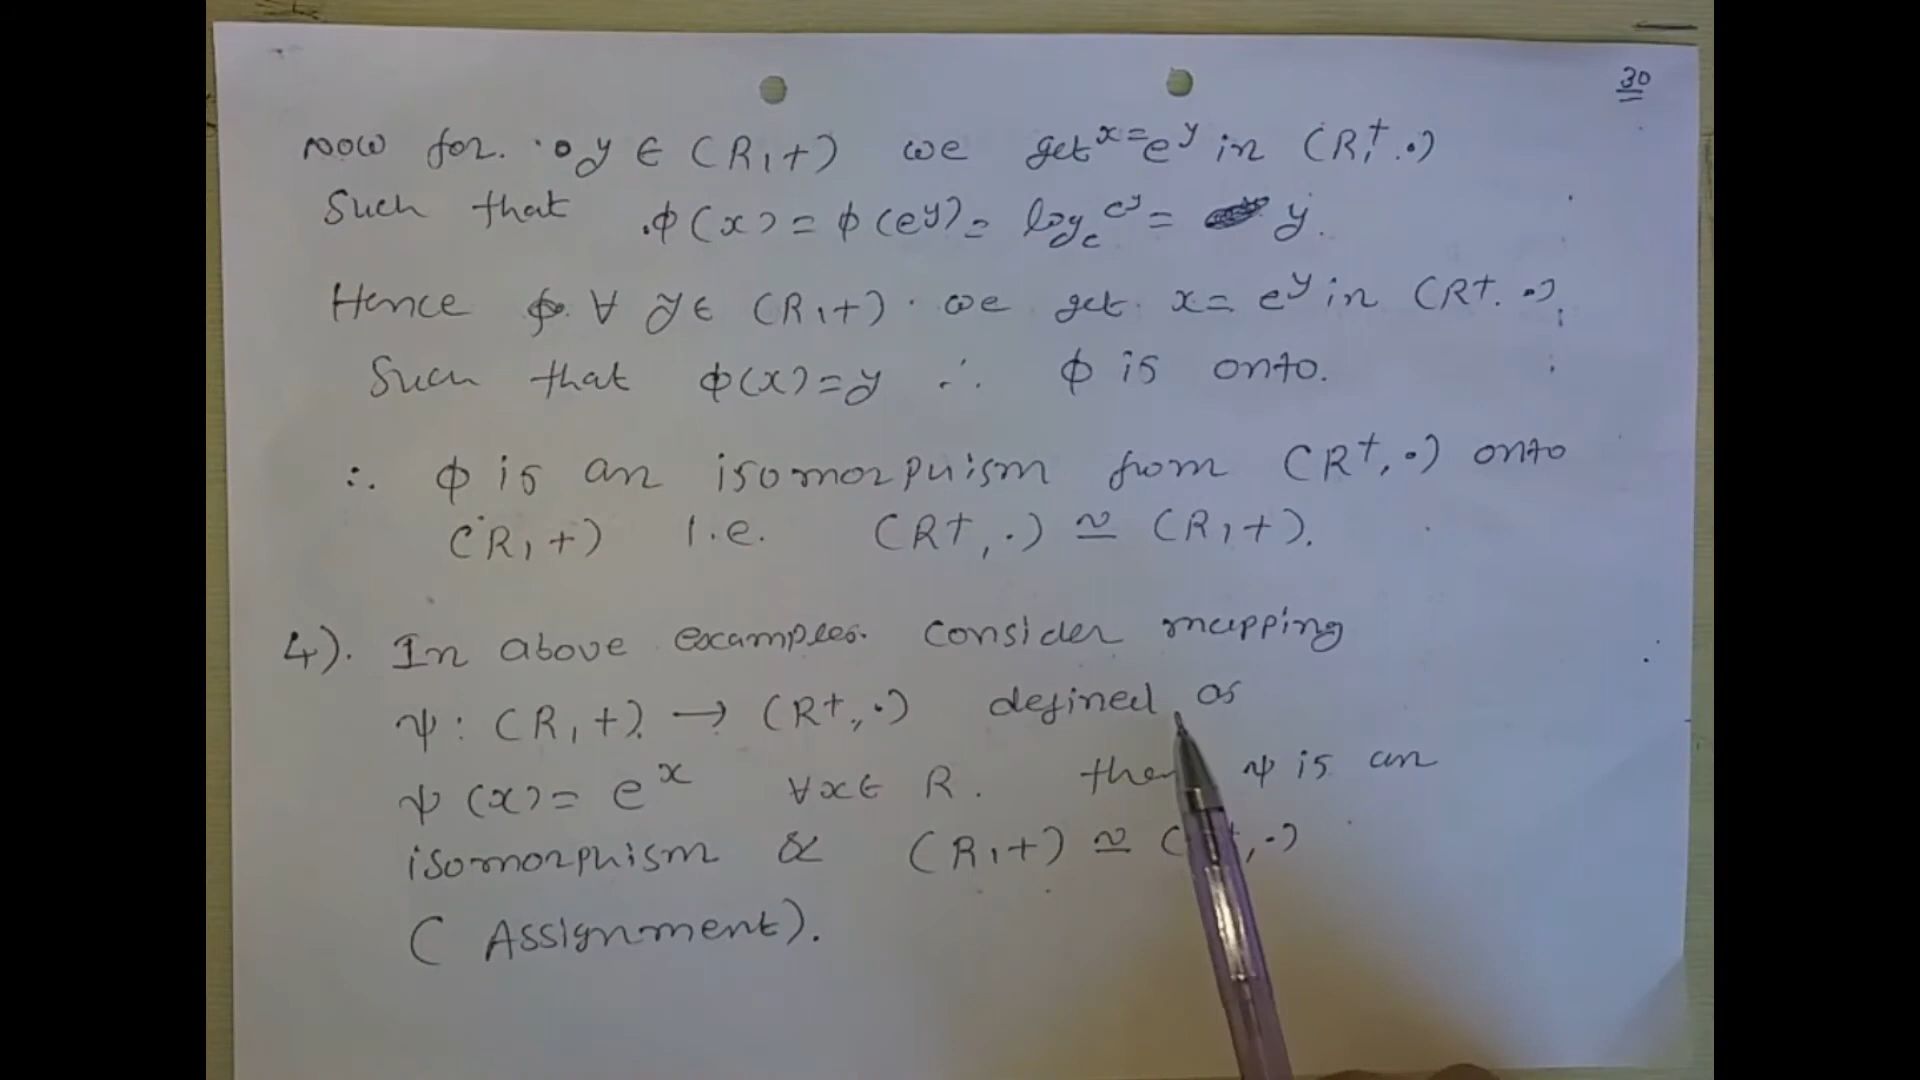 30
Now for. y ∈ (R, +) we get x = e^y in (R^+, ·)
Such that φ(x) = φ(e^y) = log_e e^y = y.
Hence ∀ y ∈ (R, +) we get x = e^y in (R^+, ·),
Such that φ(x) = y ∴ φ is onto.
∴ φ is an isomorphism from (R^+, ·) onto
(R, +) I.e. (R^+, ·) ≃ (R, +).
4). In above examples. consider mapping
ψ : (R, +) → (R^+, ·) defined as
ψ(x) = e^x ∀x∈ R. then ψ is an
isomorphism & (R, +) ≃ (R^+, ·)
( Assignment).